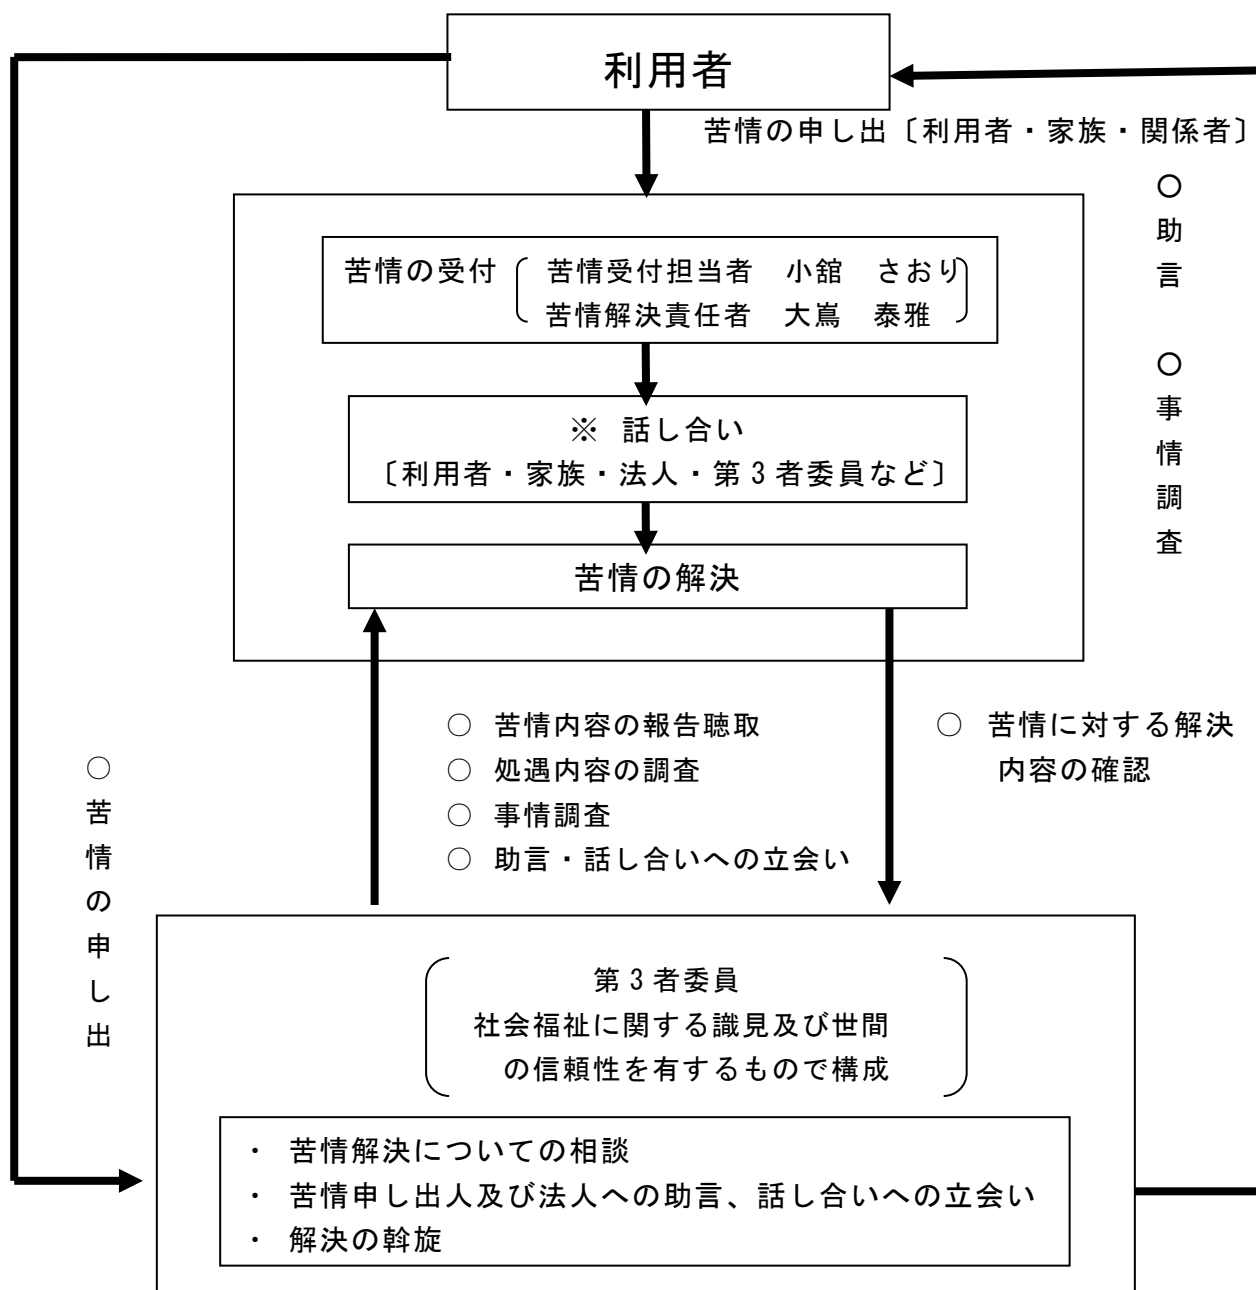 利用者
苦情の申し出〔利用者・家族・関係者〕
○助言 ○事情調査
苦情の受付 苦情受付担当者 小舘 さおり
苦情解決責任者 大嶌 泰雅
※ 話し合い
〔利用者・家族・法人・第3者委員など〕
苦情の解決
○ 苦情内容の報告聴取
○ 処遇内容の調査
○ 事情調査
○ 助言・話し合いへの立会い
○ 苦情に対する解決
内容の確認
○苦情の申し出
第3者委員
社会福祉に関する識見及び世間
の信頼性を有するもので構成
・ 苦情解決についての相談
・ 苦情申し出人及び法人への助言、話し合いへの立会い
・ 解決の斡旋